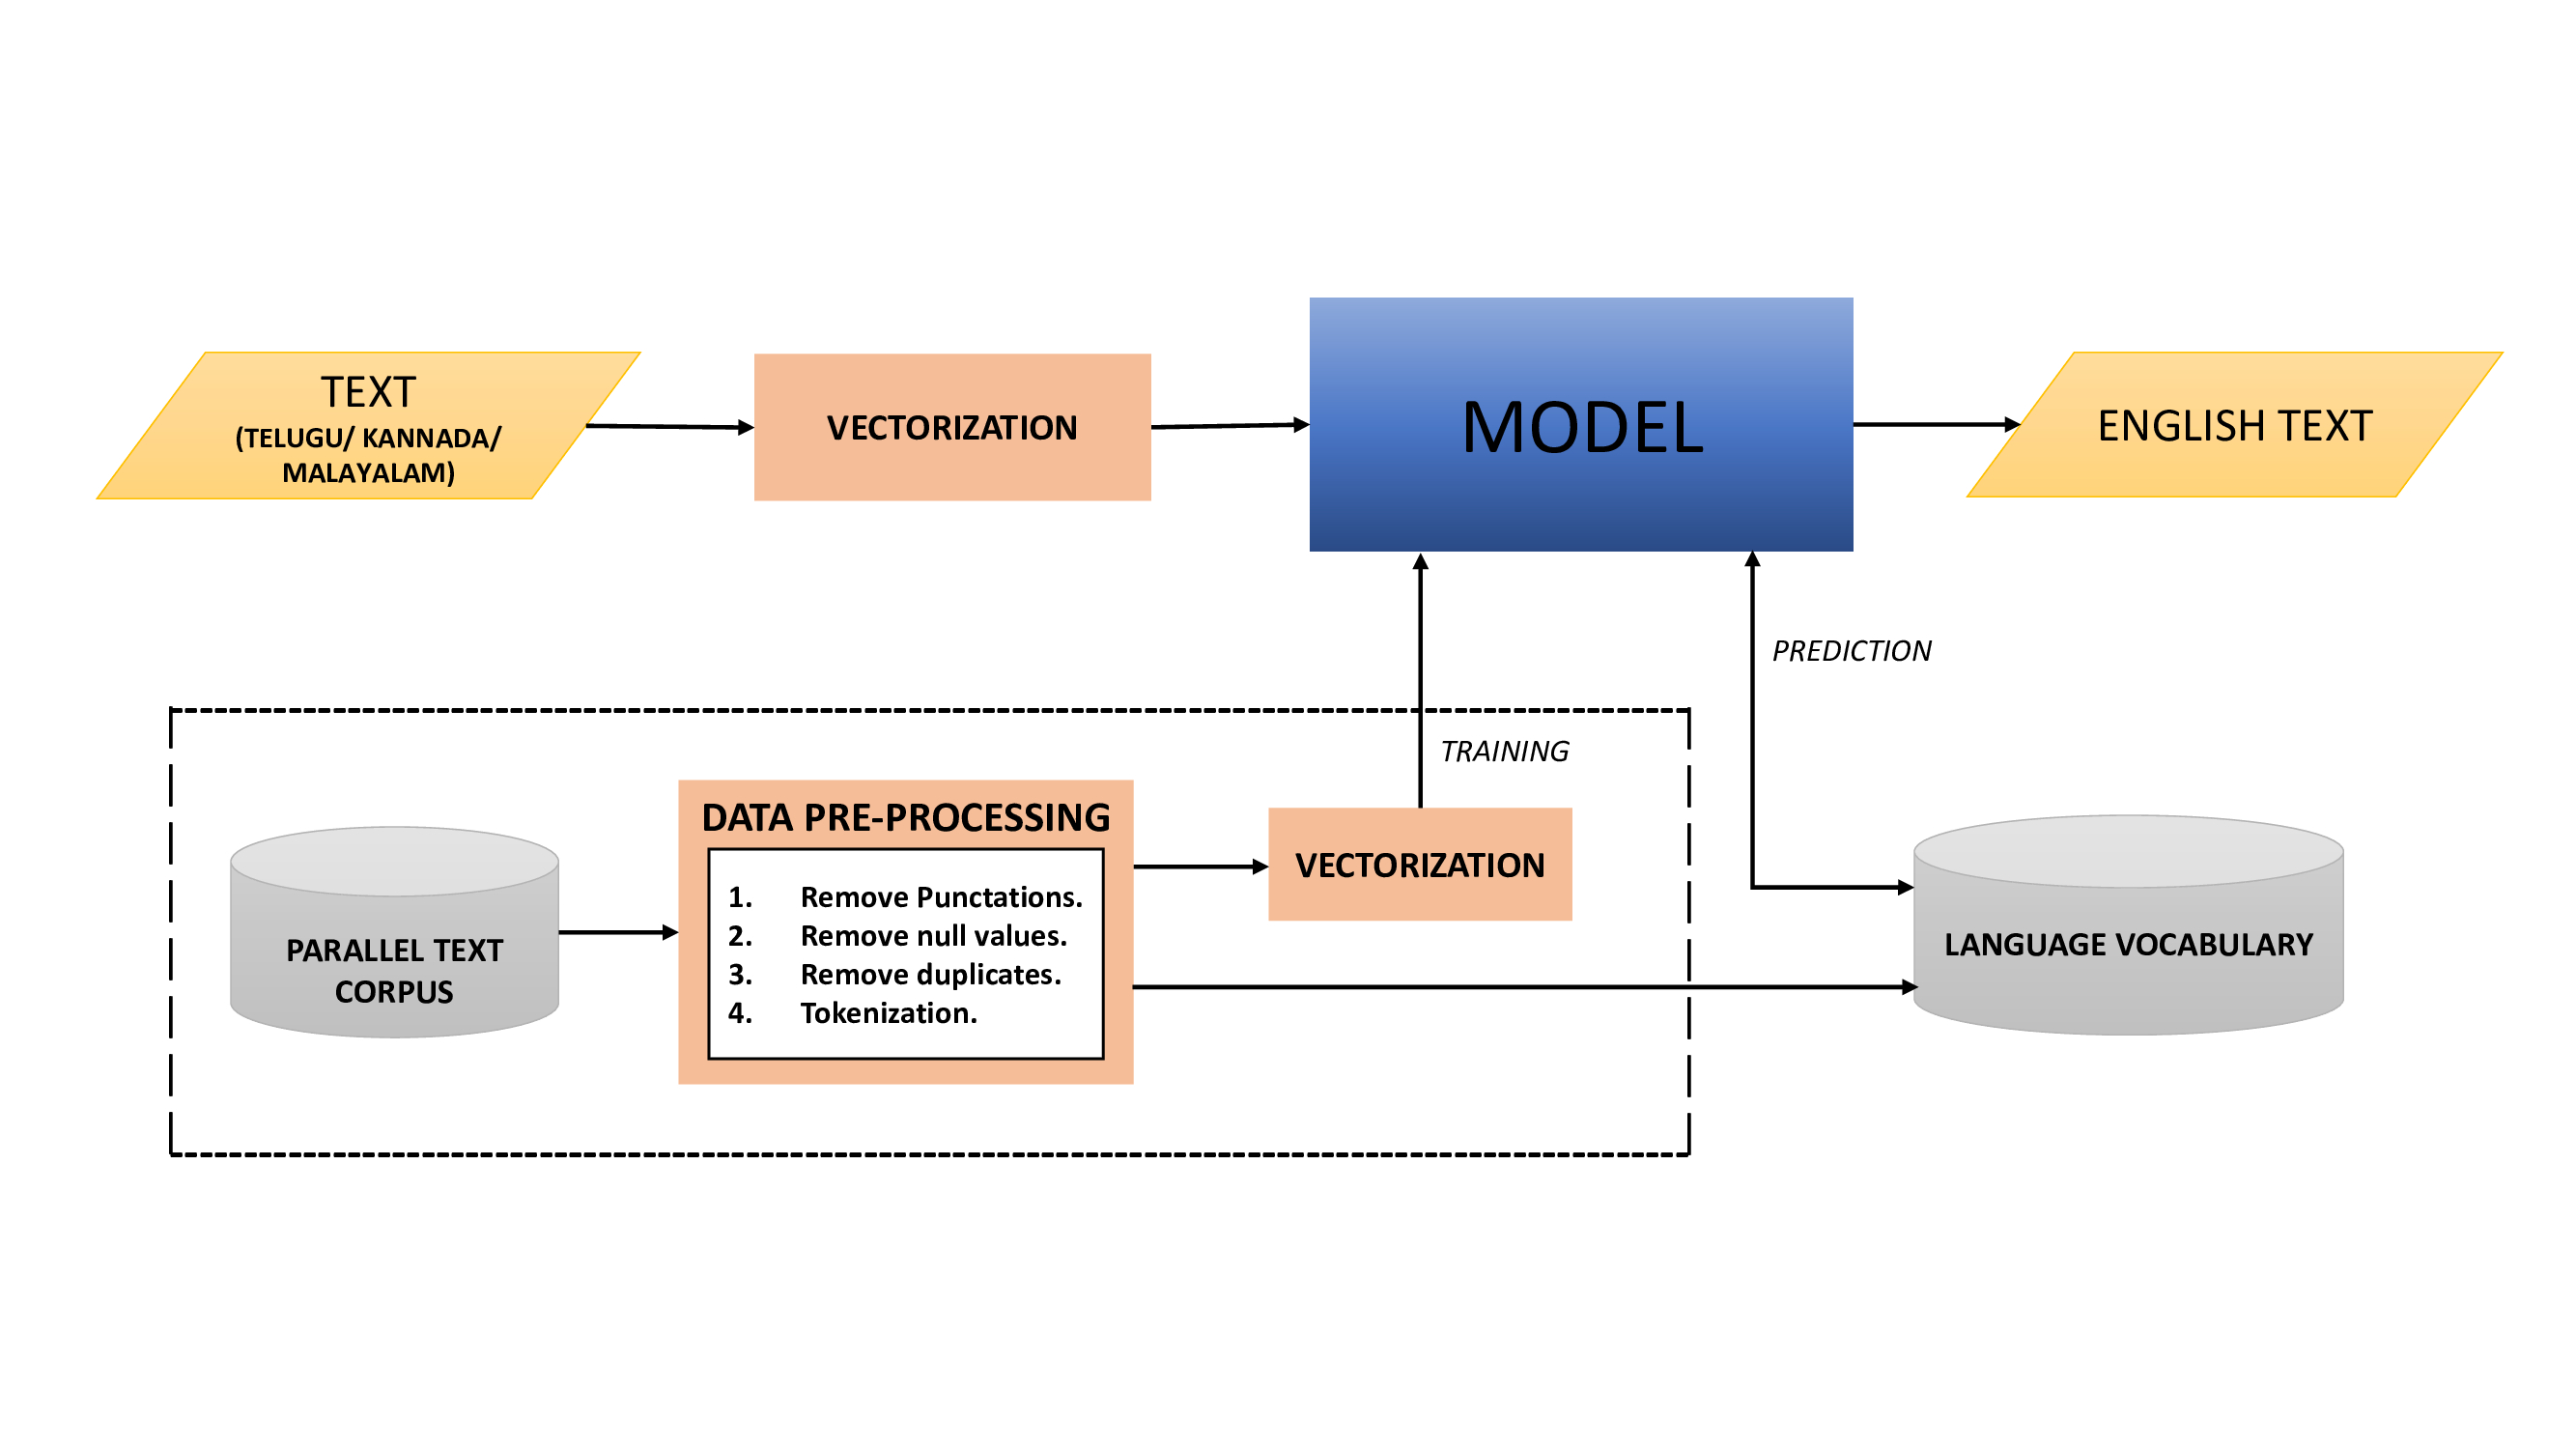 TEXT
(TELUGU/ KANNADA/
MALAYALAM)
VECTORIZATION
MODEL
ENGLISH TEXT
PREDICTION
TRAINING
PARALLEL TEXT
CORPUS
DATA PRE-PROCESSING
1. Remove Punctations.
2. Remove null values.
3. Remove duplicates.
4. Tokenization.
VECTORIZATION
LANGUAGE VOCABULARY